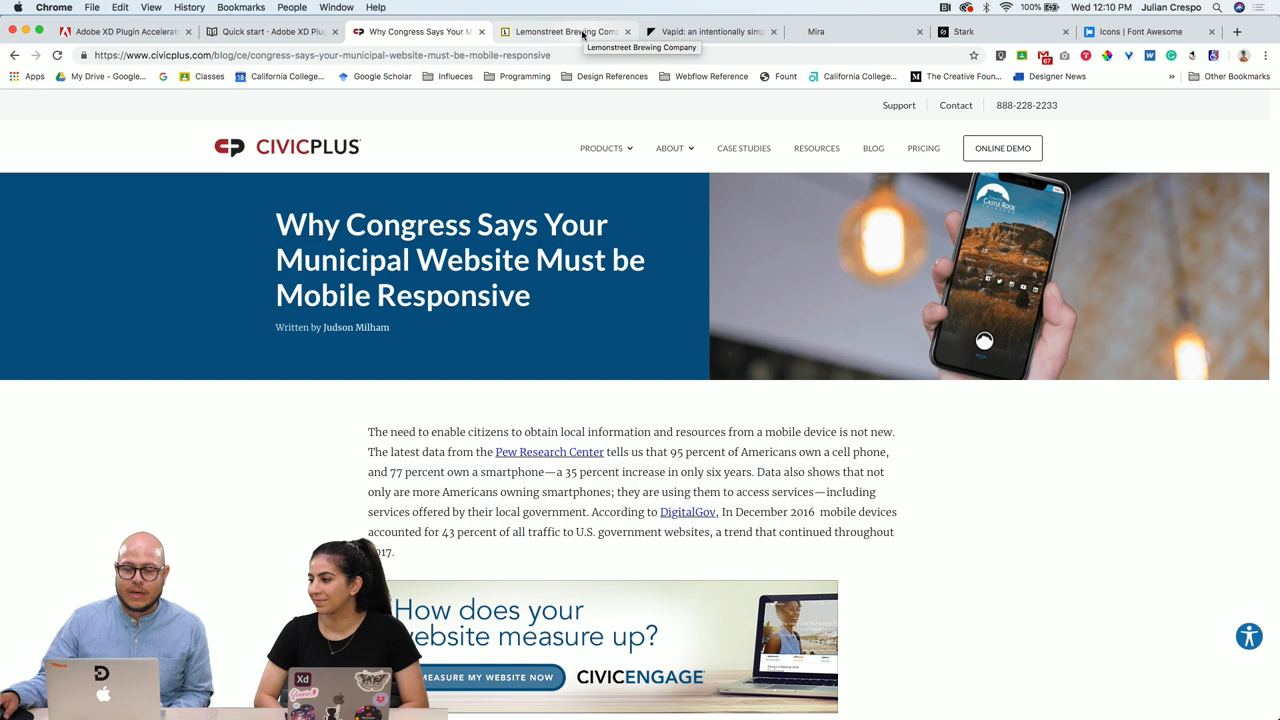 Chrome File Edit View History Bookmarks People Window Help
100% Wed 12:10 PM Julian Crespo
Adobe XD Plugin Accelerat
Quick start · Adobe XD Plug
Why Congress Says Your M
Lemonstreet Brewing Comp
Vapid: an intentionally simp
Mira
Stark
Icons | Font Awesome
Lemonstreet Brewing Company
https://www.civicplus.com/blog/ce/congress-says-your-municipal-website-must-be-mobile-responsive
67
Apps
My Drive - Google...
Classes
California College...
Google Scholar
Influeces
Programming
Design References
Webflow Reference
Fount
California College...
The Creative Foun...
Designer News
» Other Bookmarks
Support Contact 888-228-2233
CIVICPLUS
PRODUCTS ABOUT CASE STUDIES RESOURCES BLOG PRICING ONLINE DEMO
Why Congress Says Your
Municipal Website Must be
Mobile Responsive
Written by Judson Milham
CASTLE ROCK
The need to enable citizens to obtain local information and resources from a mobile device is not new.
The latest data from the Pew Research Center tells us that 95 percent of Americans own a cell phone,
and 77 percent own a smartphone—a 35 percent increase in only six years. Data also shows that not
only are more Americans owning smartphones; they are using them to access services—including
services offered by their local government. According to DigitalGov, In December 2016 mobile devices
accounted for 43 percent of all traffic to U.S. government websites, a trend that continued throughout
017.
How does your
website measure up?
MEASURE MY WEBSITE NOW
CIVICENGAGE
Xd